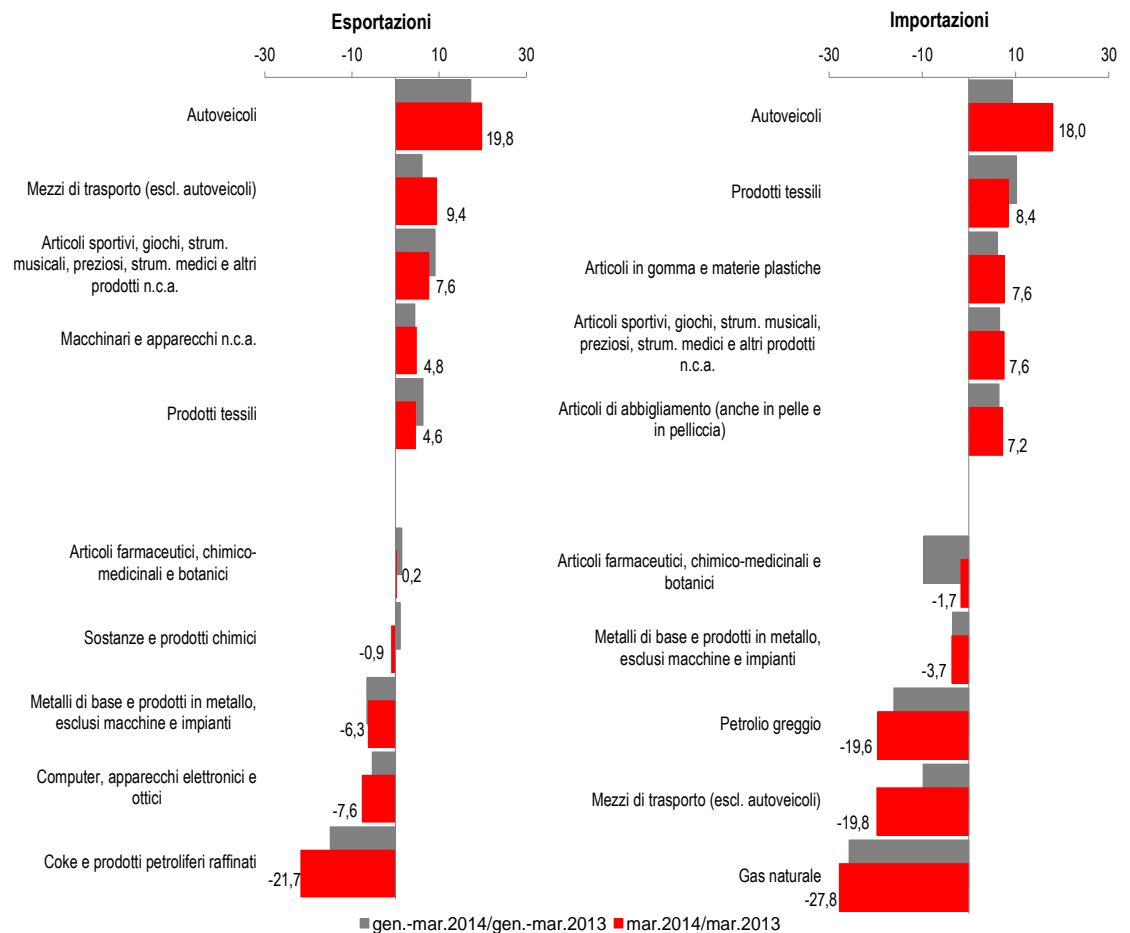 Esportazioni
-30 -10 10 30
Autoveicoli
19,8
Mezzi di trasporto (escl. autoveicoli)
9,4
Articoli sportivi, giochi, strum.
musicali, preziosi, strum. medici e altri
prodotti n.c.a.
7,6
Macchinari e apparecchi n.c.a.
4,8
Prodotti tessili
4,6
Articoli farmaceutici, chimico-
medicinali e botanici
0,2
Sostanze e prodotti chimici
-0,9
Metalli di base e prodotti in metallo,
esclusi macchine e impianti
-6,3
Computer, apparecchi elettronici e
ottici
-7,6
Coke e prodotti petroliferi raffinati
-21,7
Importazioni
-30 -10 10 30
Autoveicoli
18,0
Prodotti tessili
8,4
Articoli in gomma e materie plastiche
7,6
Articoli sportivi, giochi, strum. musicali,
preziosi, strum. medici e altri prodotti
n.c.a.
7,6
Articoli di abbigliamento (anche in pelle e
in pelliccia)
7,2
Articoli farmaceutici, chimico-medicinali e
botanici
-1,7
Metalli di base e prodotti in metallo,
esclusi macchine e impianti
-3,7
Petrolio greggio
-19,6
Mezzi di trasporto (escl. autoveicoli)
-19,8
Gas naturale
-27,8
gen.-mar.2014/gen.-mar.2013 mar.2014/mar.2013